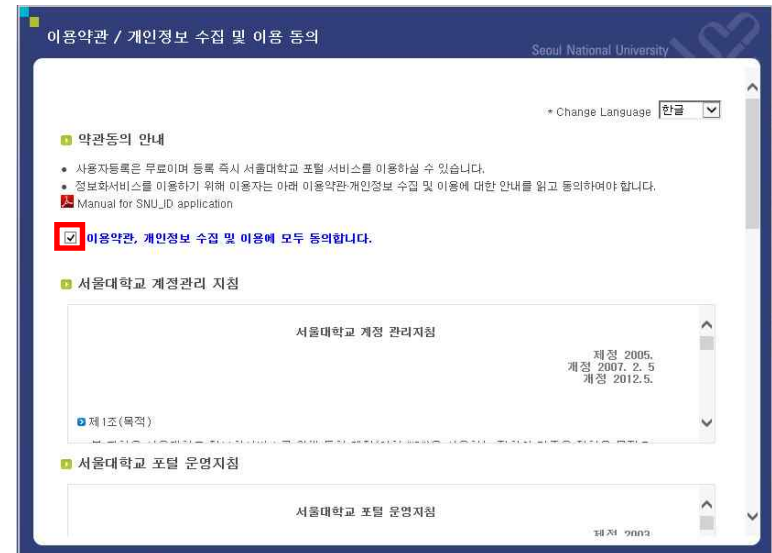 이용약관 / 개인정보 수집 및 이용 동의
Seoul National University
* Change Language 한글
약관동의 안내
• 사용자등록은 무료이며 등록 즉시 서울대학교 포털 서비스를 이용하실 수 있습니다.
• 정보화서비스를 이용하기 위해 이용자는 아래 이용약관·개인정보 수집 및 이용에 대한 안내를 읽고 동의하여야 합니다.
Manual for SNU_ID application
이용약관, 개인정보 수집 및 이용에 모두 동의합니다.
서울대학교 계정관리 지침
서울대학교 계정 관리지침
제정 2005.
개정 2007. 2. 5
개정 2012.5.
제1조(목적)
서울대학교 포털 운영지침
서울대학교 포털 운영지침
제정 2003